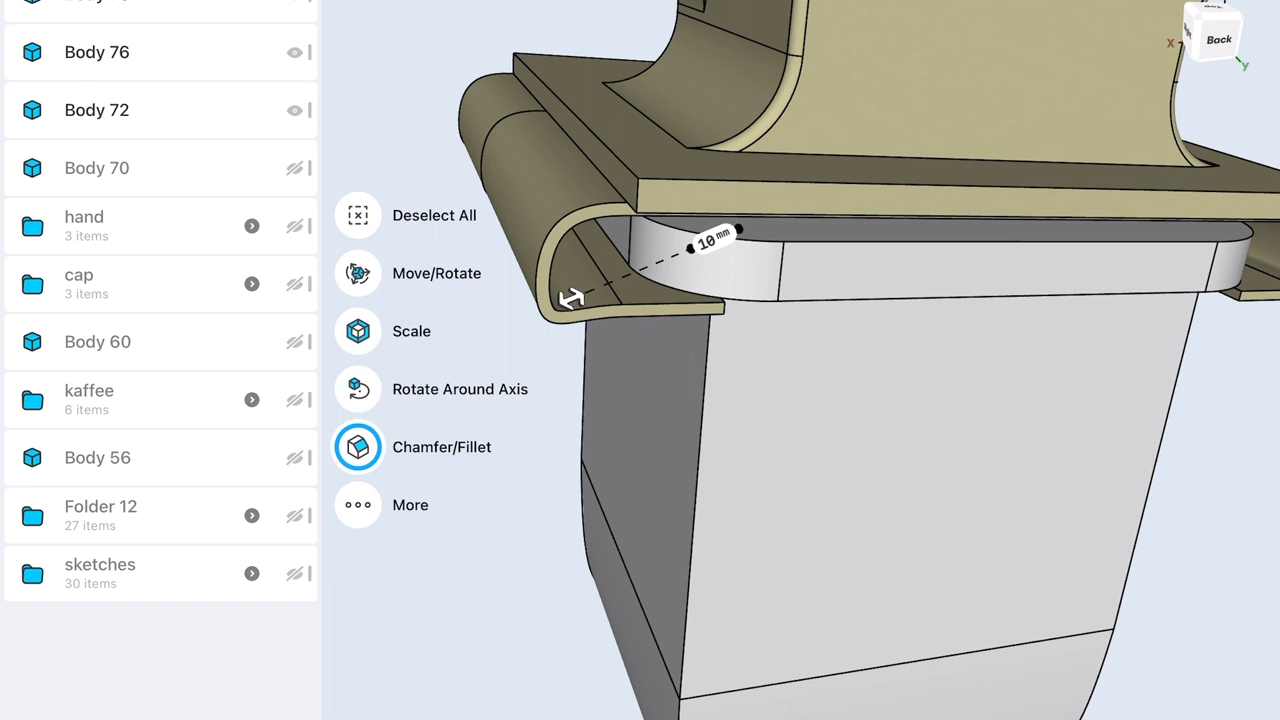 Body 76
Body 72
Body 70
hand
3 items
cap
3 items
Body 60
kaffee
6 items
Body 56
Folder 12
27 items
sketches
30 items
Deselect All
Move/Rotate
Scale
Rotate Around Axis
Chamfer/Fillet
More
10 mm
Back
X
y